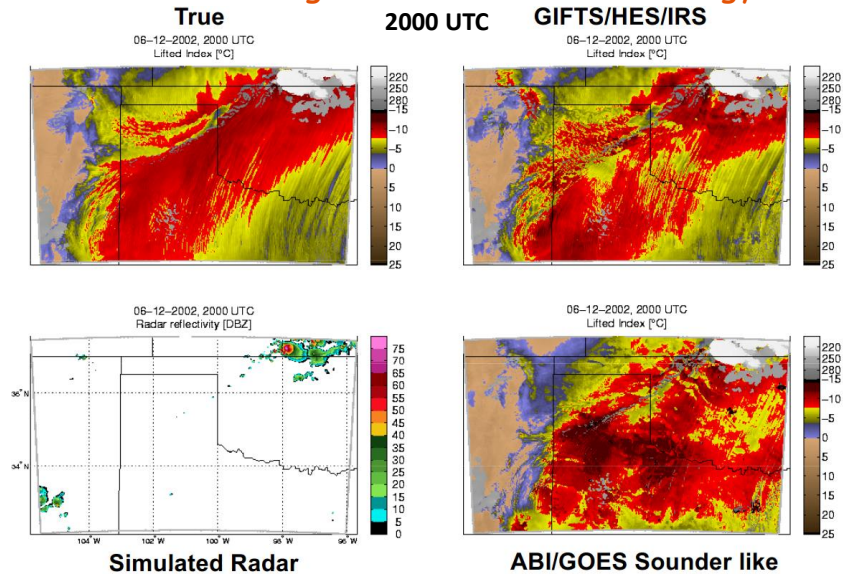 True
2000 UTC
GIFTS/HES/IRS
06–12–2002, 2000 UTC
Lifted Index [°C]
220
250
280
–15
–10
–5
0
5
10
15
20
25
06–12–2002, 2000 UTC
Lifted Index [°C]
220
250
280
–15
–10
–5
0
5
10
15
20
25
06–12–2002, 2000 UTC
Radar reflectivity [DBZ]
75
70
65
60
55
50
45
40
35
30
25
20
15
10
5
0
36°N
34°N
104°W
102°W
100°W
98°W
96°W
Simulated Radar
06–12–2002, 2000 UTC
Lifted Index [°C]
220
250
280
–15
–10
–5
0
5
10
15
20
25
ABI/GOES Sounder like